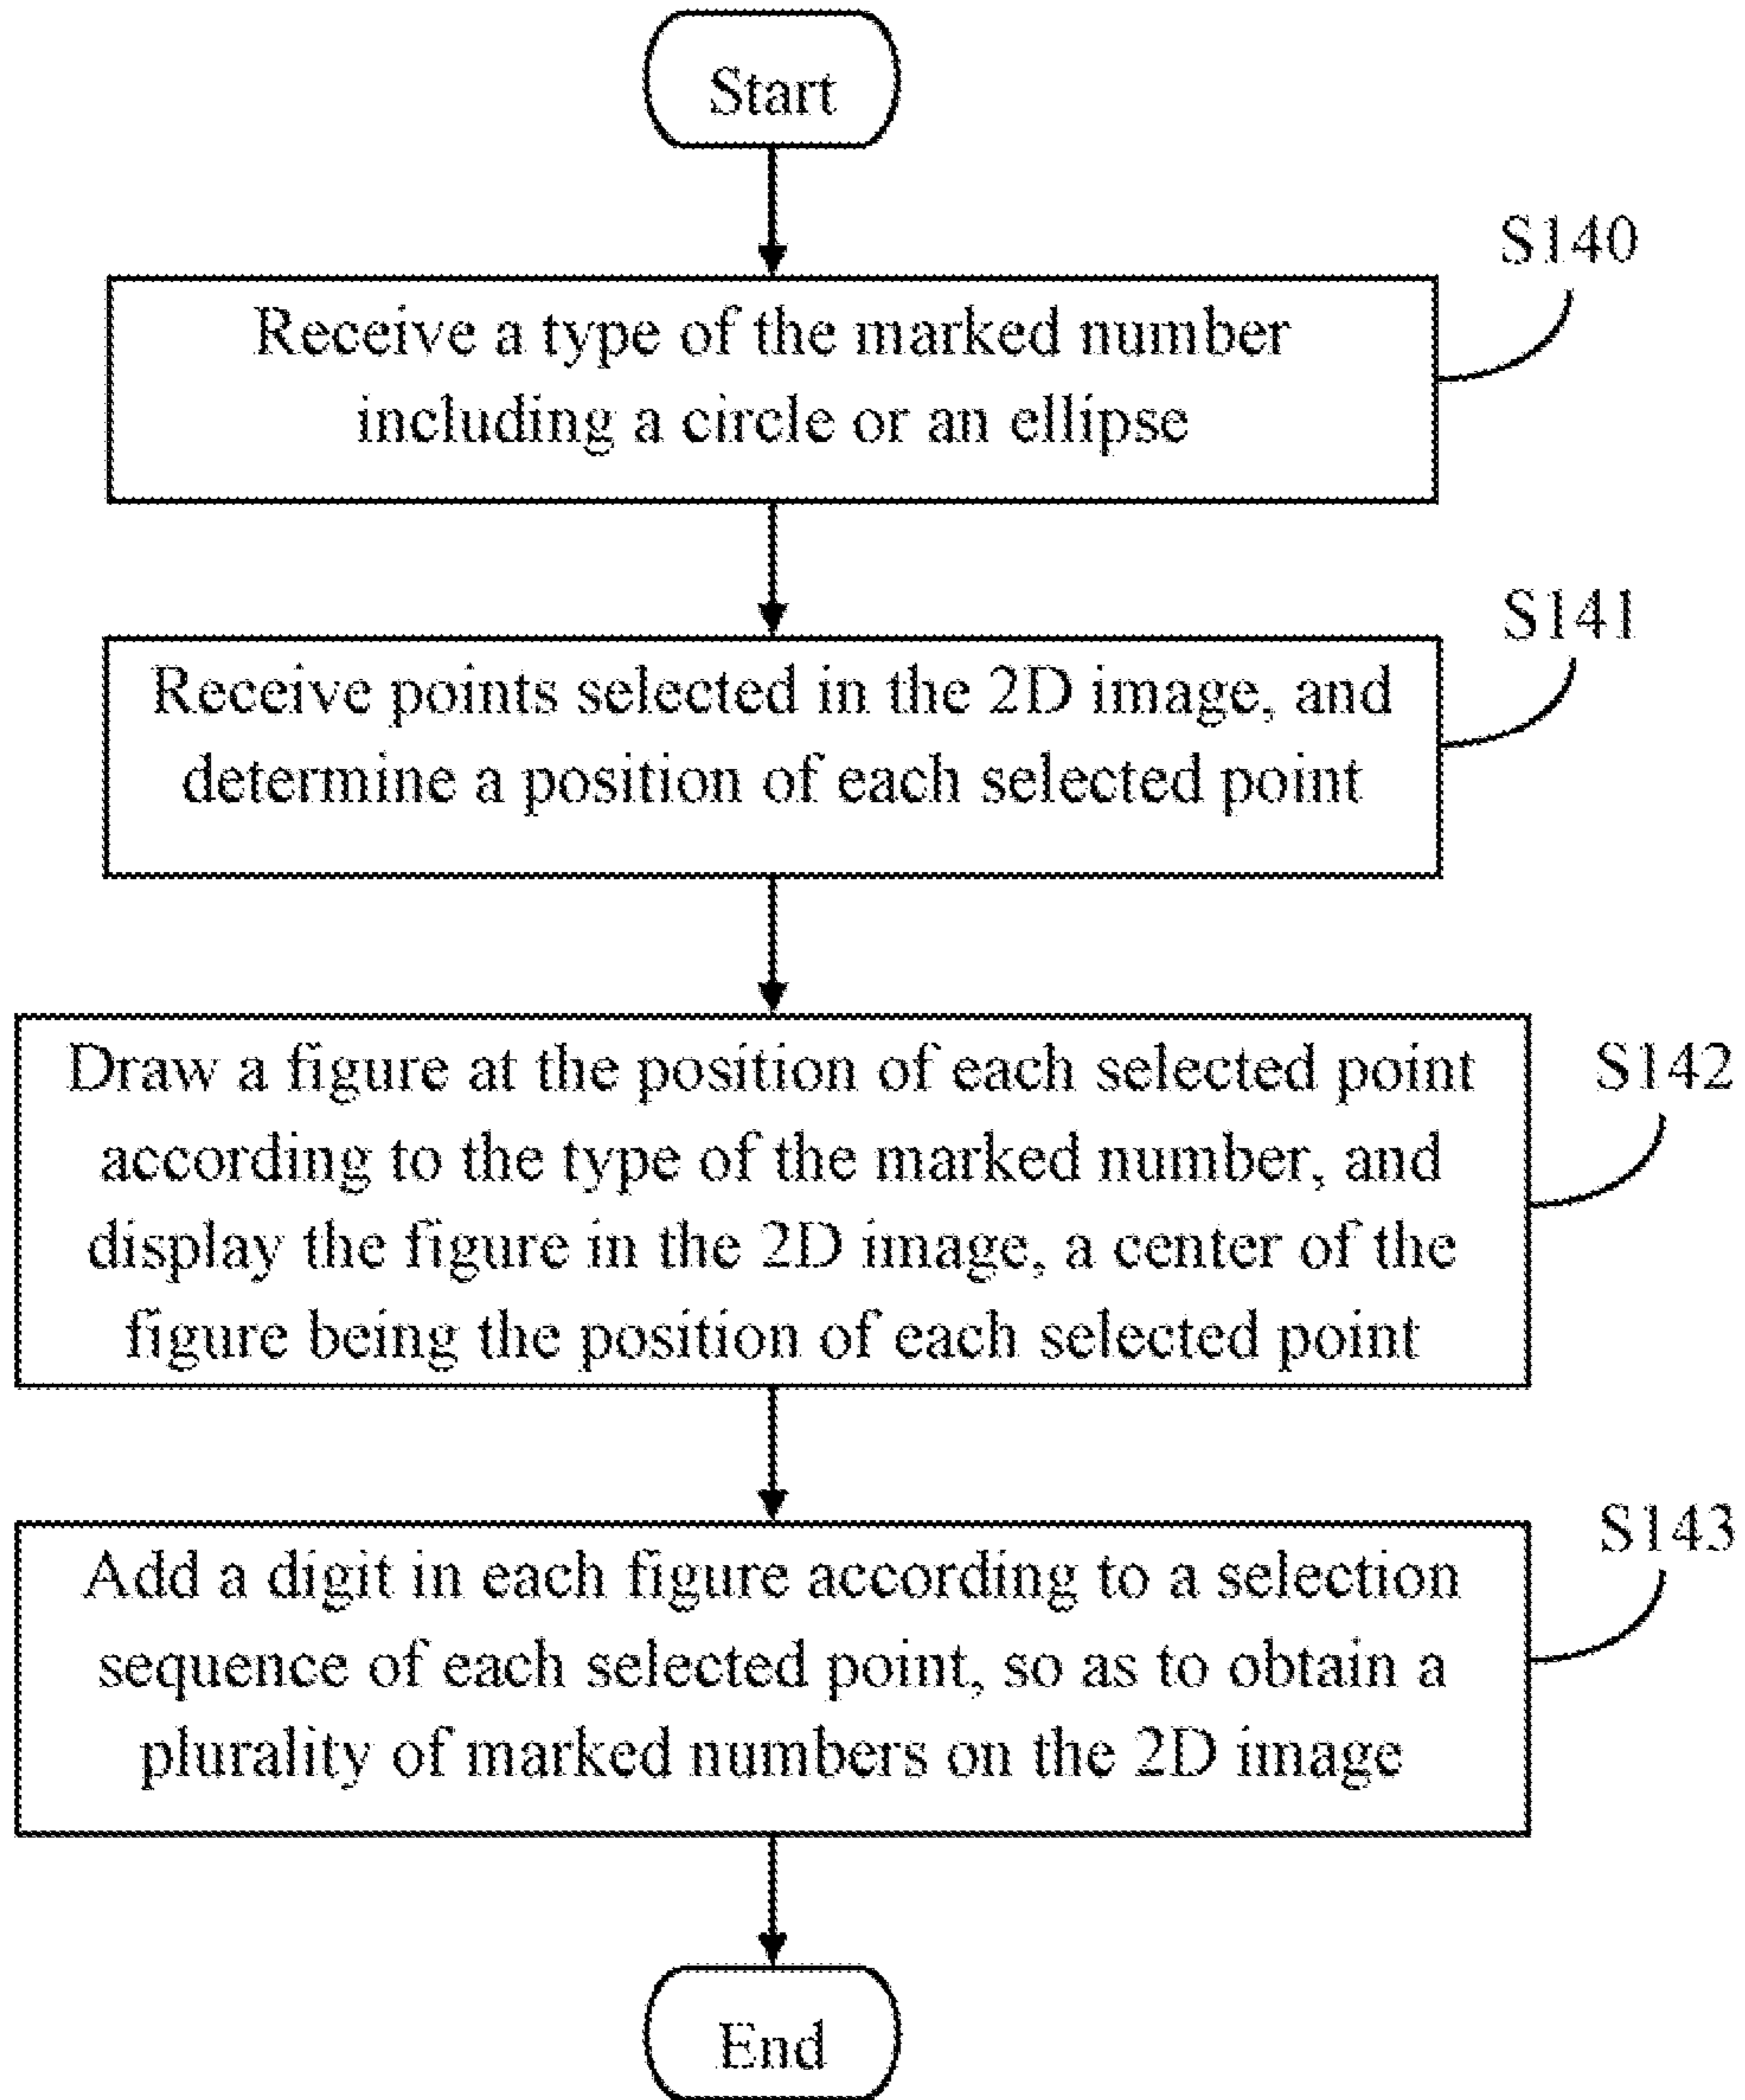 Start
S140
Receive a type of the marked number
including a circle or an ellipse
S141
Receive points selected in the 2D image, and
determine a position of each selected point
S142
Draw a figure at the position of each selected point
according to the type of the marked number, and
display the figure in the 2D image, a center of the
figure being the position of each selected point
S143
Add a digit in each figure according to a selection
sequence of each selected point, so as to obtain a
plurality of marked numbers on the 2D image
End